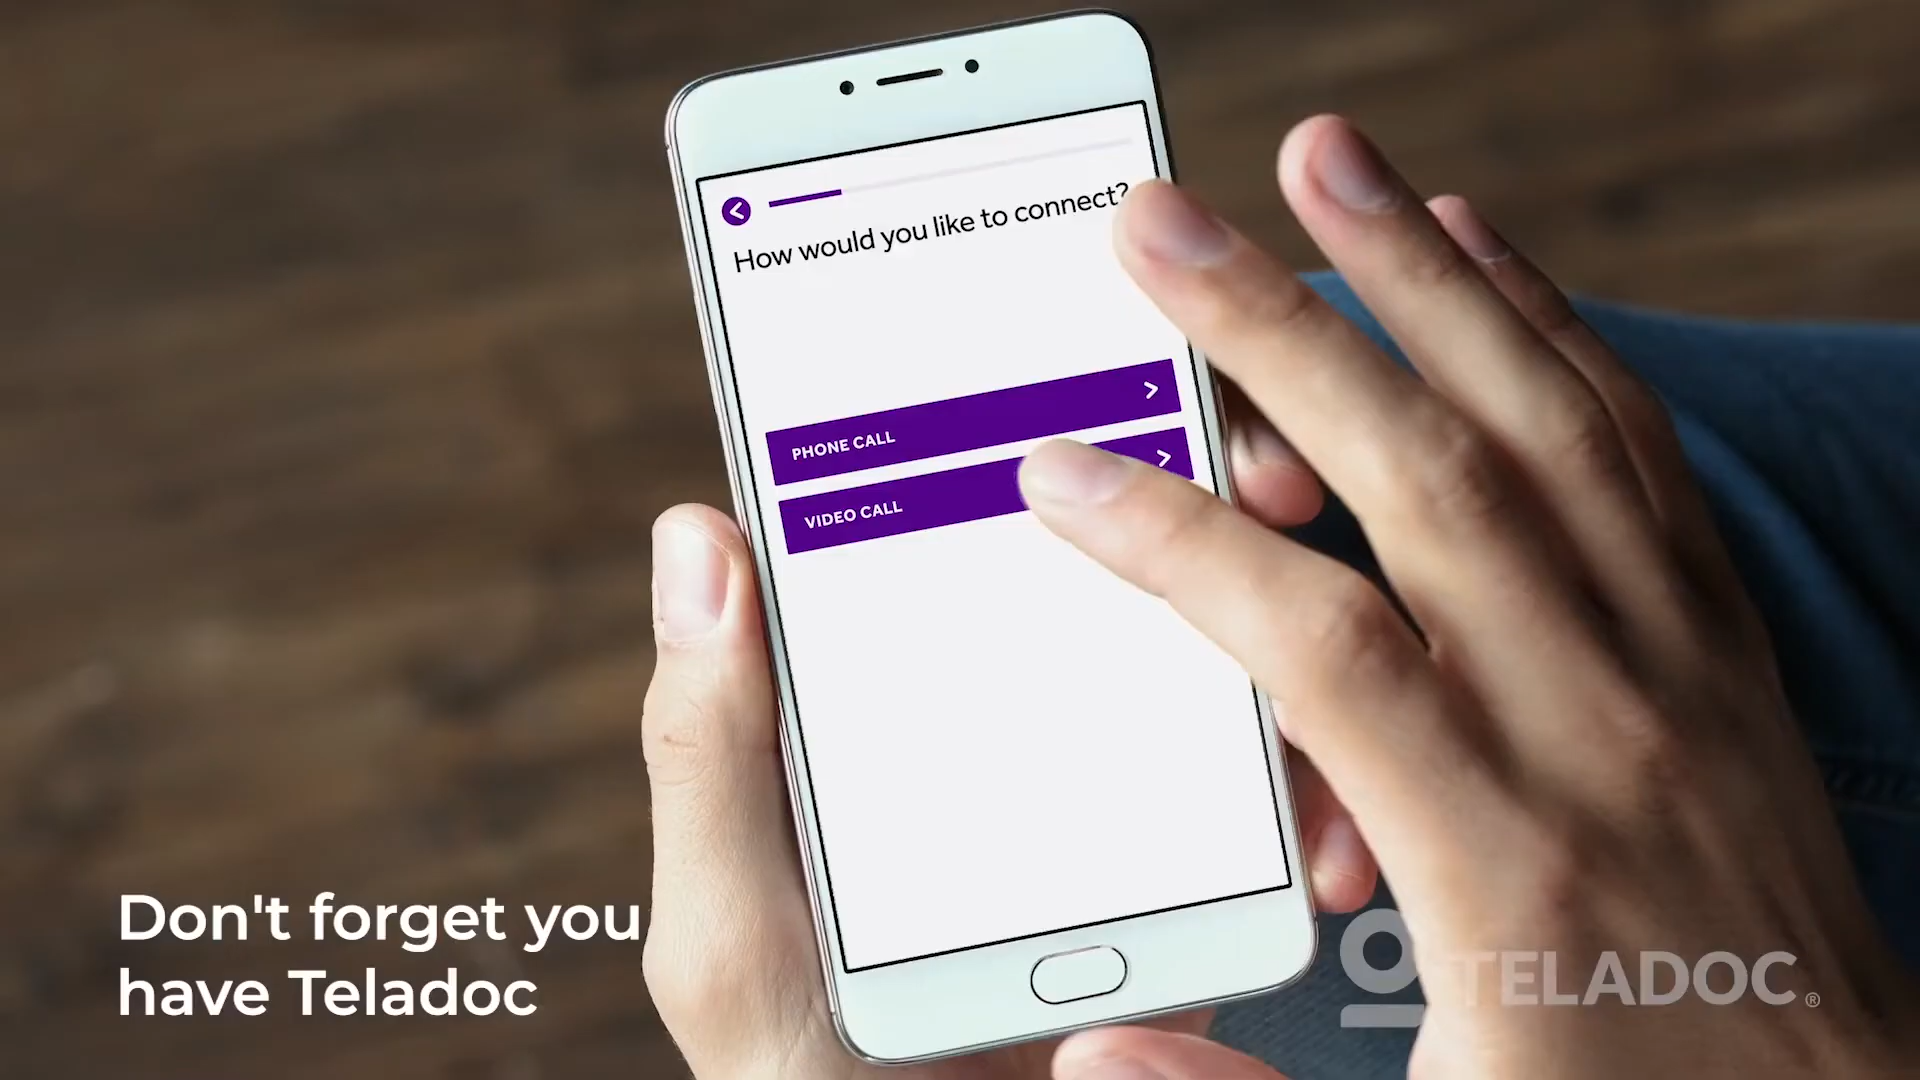 How would you like to connect?
PHONE CALL
VIDEO CALL
Don't forget you
have Teladoc
TELADOC®